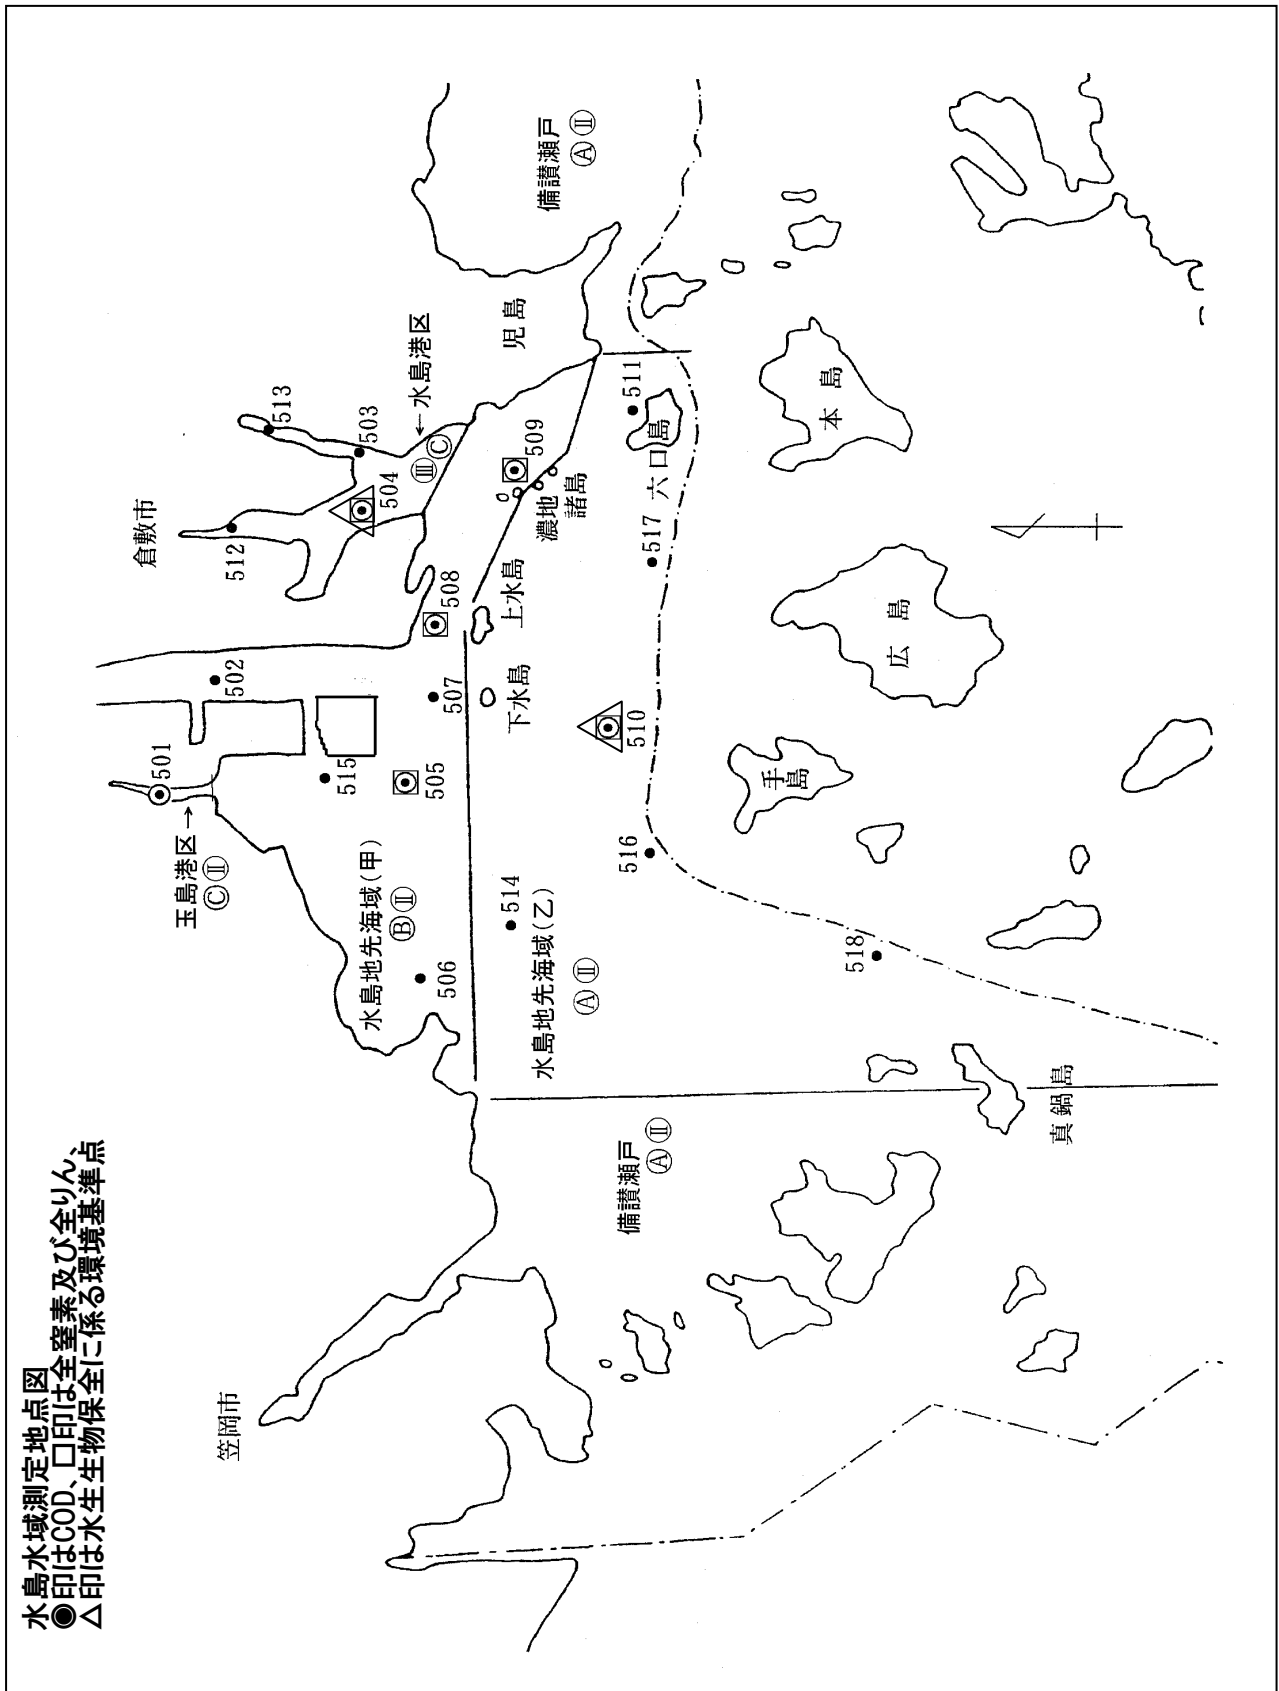 水島水域測定地点図
◉印はCOD、□印は全窒素及び全りん、
△印は水生生物保全に係る環境基準点
笠岡市
倉敷市
玉島港区→
Ⓒ Ⅱ
501
502
512
513
503
504
←水島港区
Ⅲ Ⓒ
児島
備讃瀬戸
Ⓐ Ⅱ
水島地先海域(甲)
Ⓑ Ⅱ
515
505
506
507
508
509
濃地
諸島
上水島
下水島
514
水島地先海域(乙)
Ⓐ Ⅱ
510
511
六口島
517
516
518
備讃瀬戸
Ⓐ Ⅱ
本島
広島
手島
真鍋島